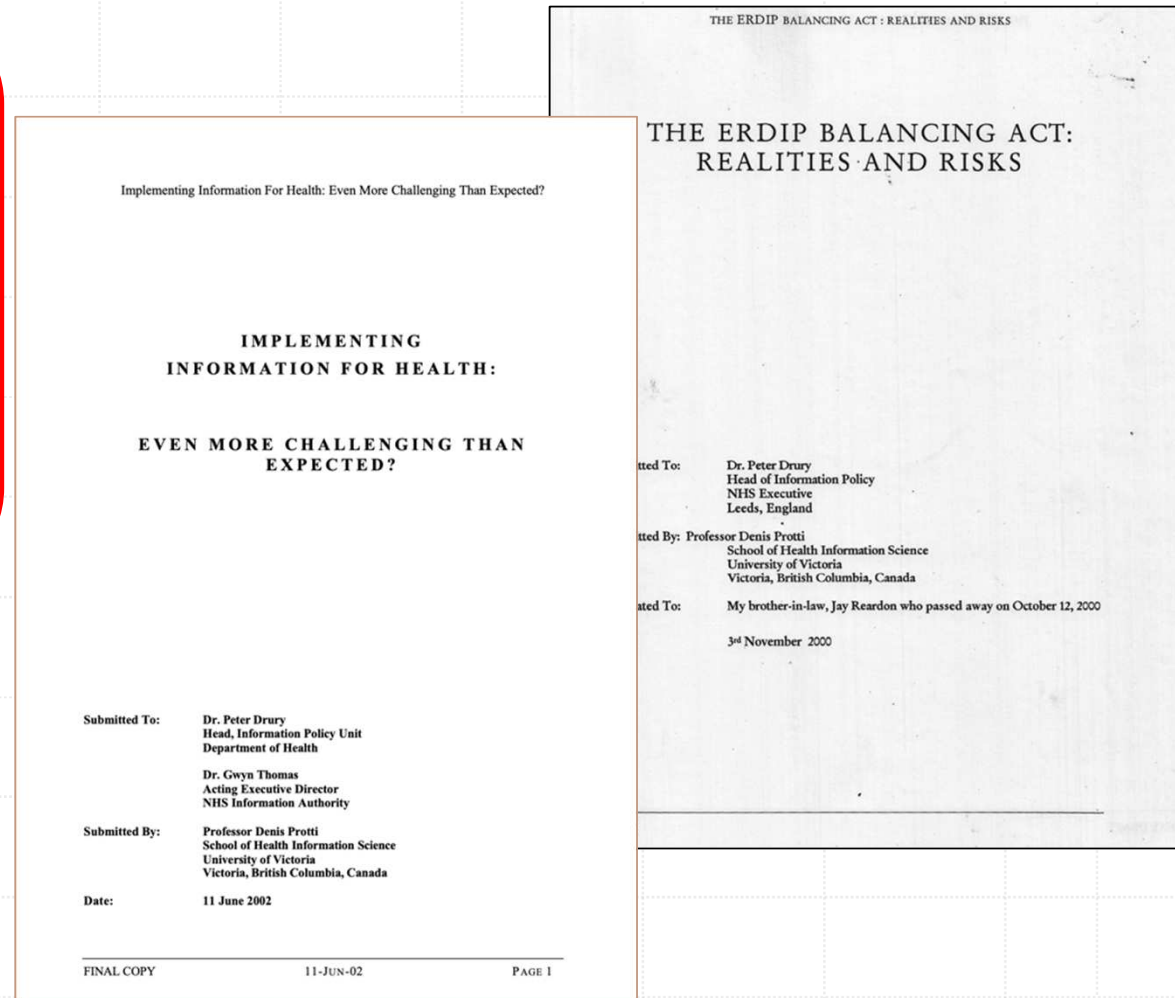 THE ERDIP BALANCING ACT : REALITIES AND RISKS
THE ERDIP BALANCING ACT:
REALITIES AND RISKS
tted To: Dr. Peter Drury
Head of Information Policy
NHS Executive
Leeds, England
tted By: Professor Denis Protti
School of Health Information Science
University of Victoria
Victoria, British Columbia, Canada
ated To: My brother-in-law, Jay Reardon who passed away on October 12, 2000
3rd November 2000
Implementing Information For Health: Even More Challenging Than Expected?
IMPLEMENTING
INFORMATION FOR HEALTH:
EVEN MORE CHALLENGING THAN
EXPECTED?
Submitted To: Dr. Peter Drury
Head, Information Policy Unit
Department of Health
Dr. Gwyn Thomas
Acting Executive Director
NHS Information Authority
Submitted By: Professor Denis Protti
School of Health Information Science
University of Victoria
Victoria, British Columbia, Canada
Date: 11 June 2002
FINAL COPY 11-JUN-02 PAGE 1